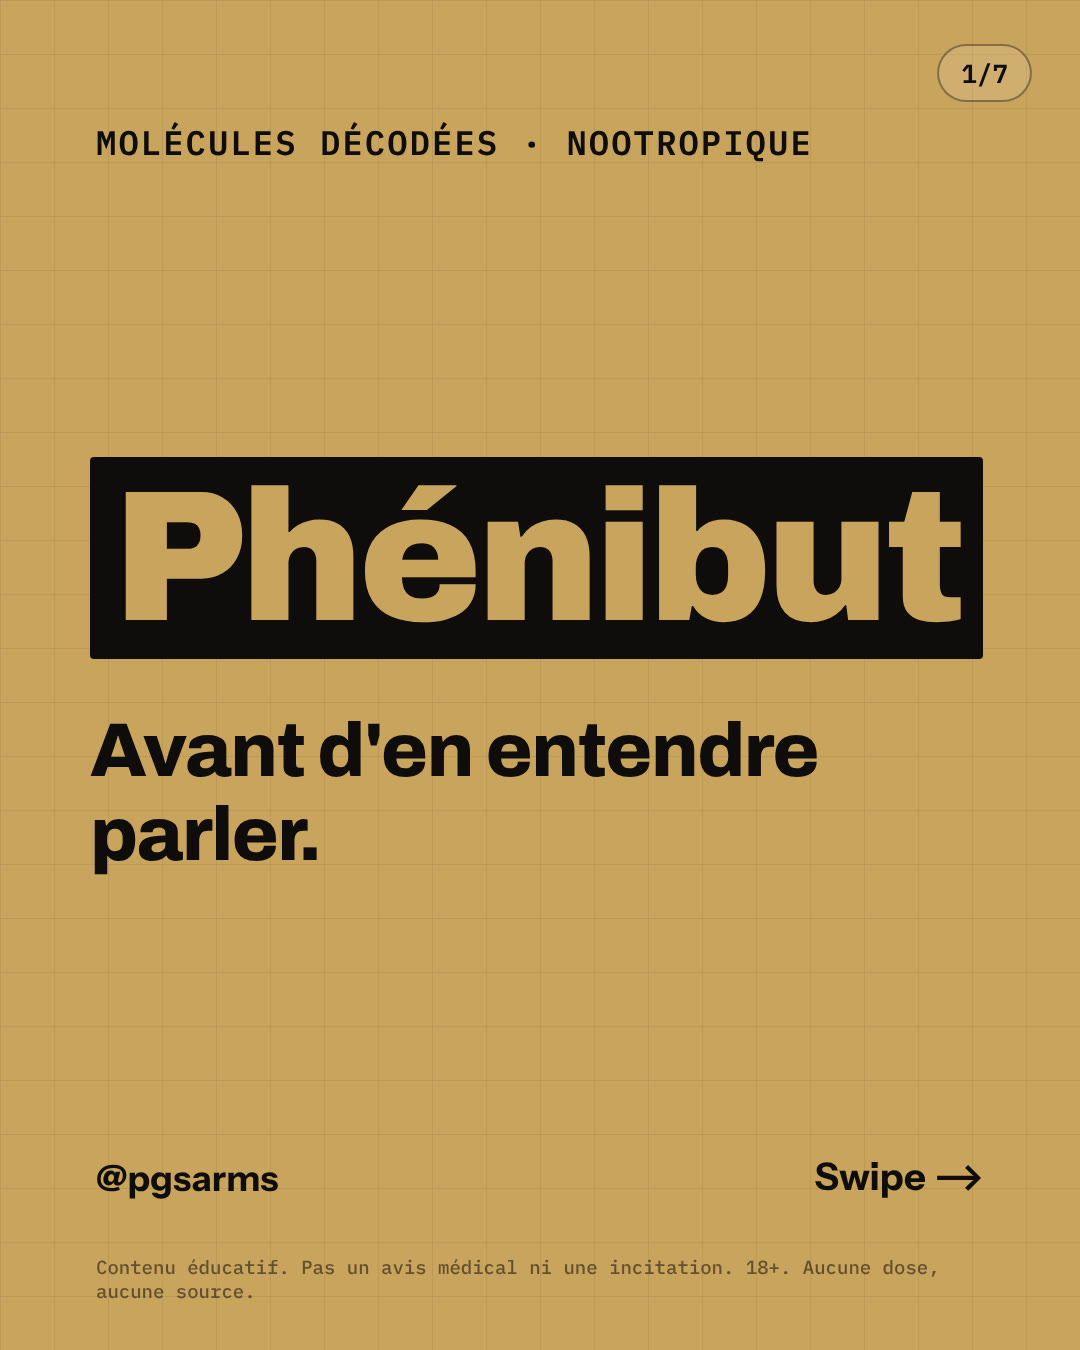 1/7
MOLÉCULES DÉCODÉES · NOOTROPIQUE
Phénibut
Avant d'en entendre
parler.
@pgsarms
Swipe →
Contenu éducatif. Pas un avis médical ni une incitation. 18+. Aucune dose,
aucune source.